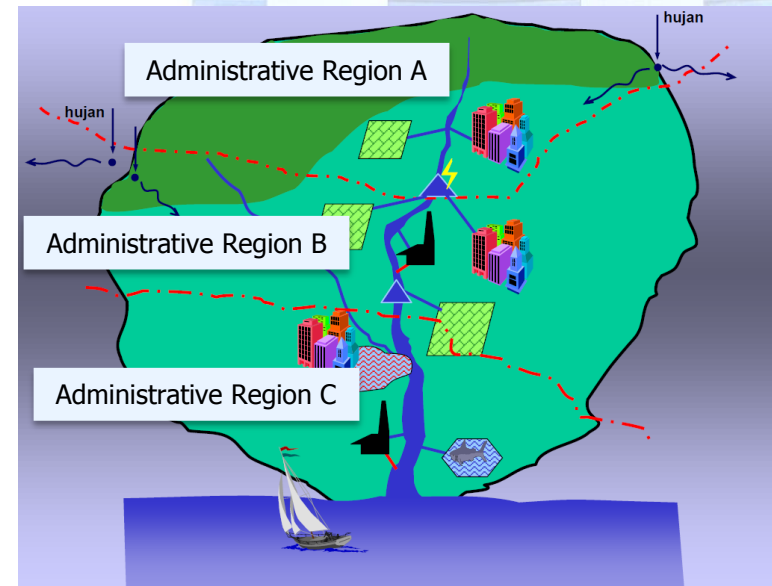 hujan
Administrative Region A
hujan
Administrative Region B
Administrative Region C